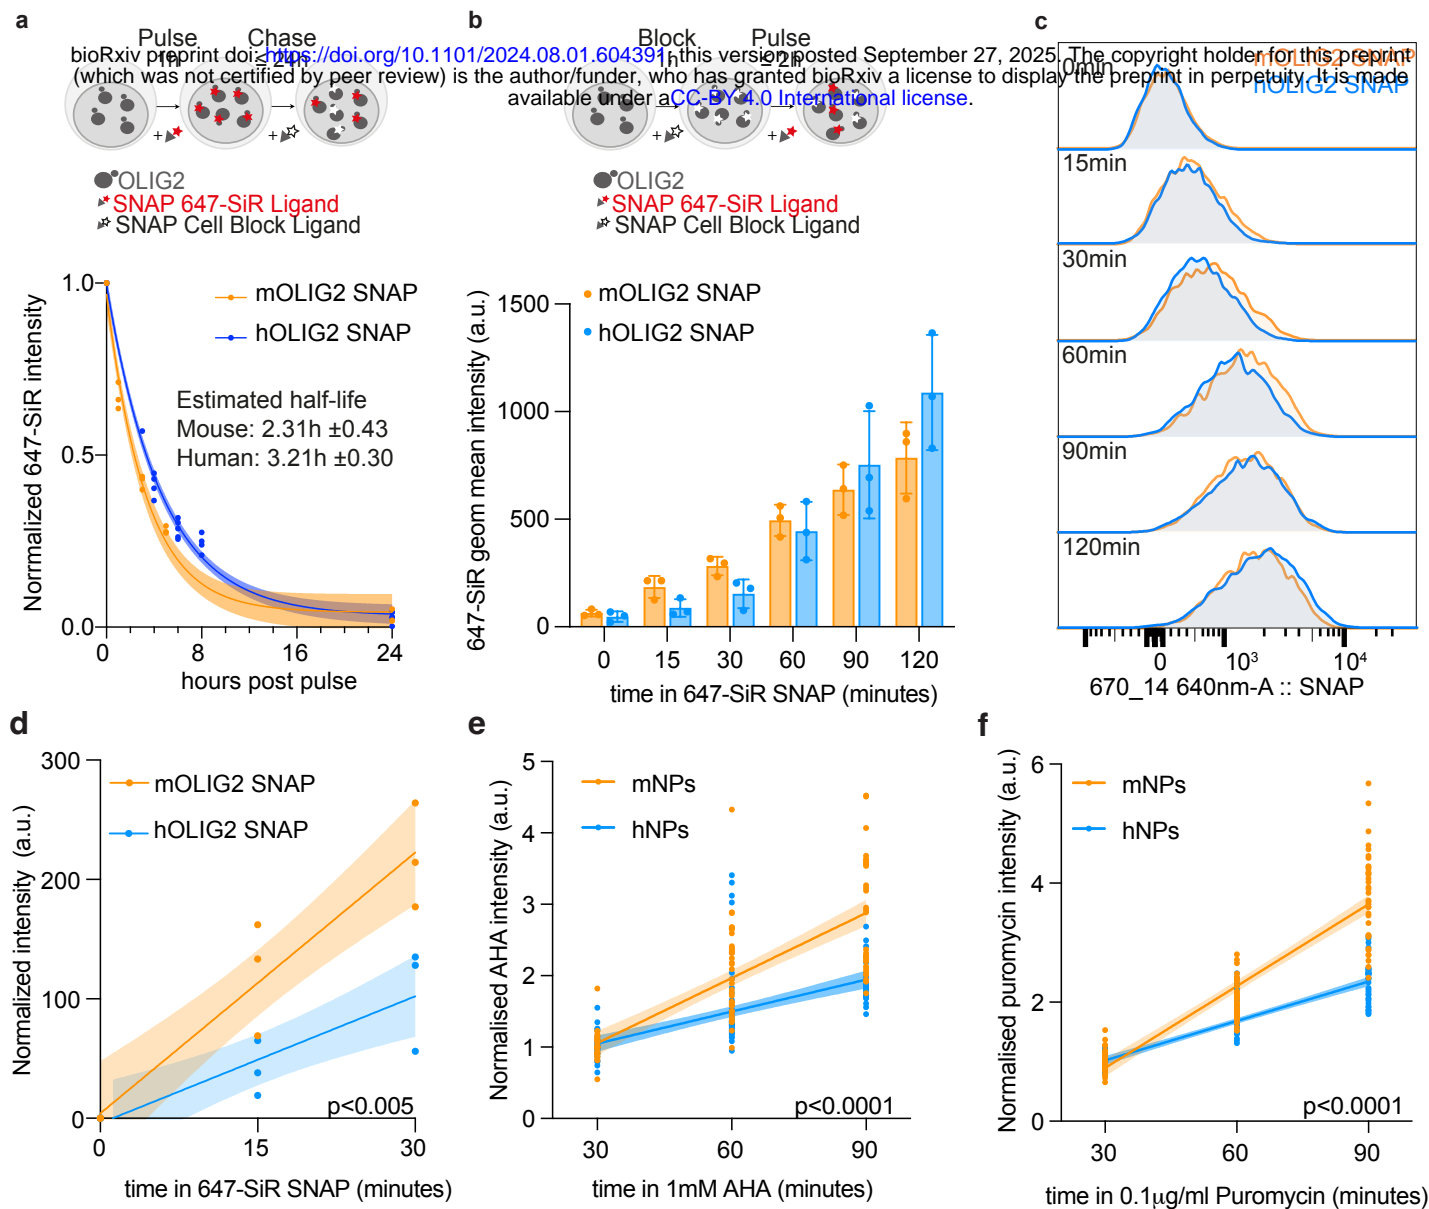 a
b
c
Pulse
Chase
Block
Pulse
bioRxiv preprint doi: https://doi.org/10.1101/2024.08.01.604391; this version posted September 27, 2025. The copyright holder for this preprint
(which was not certified by peer review) is the author/funder, who has granted bioRxiv a license to display the preprint in perpetuity. It is made
available under aCC-BY 4.0 International license.
1h
≤ 24h
1h
≤ 2h
+
+
+
+
OLIG2
SNAP 647-SiR Ligand
SNAP Cell Block Ligand
OLIG2
SNAP 647-SiR Ligand
SNAP Cell Block Ligand
mOLIG2 SNAP
hOLIG2 SNAP
0min
15min
30min
60min
90min
120min
0
10³
10⁴
670_14 640nm-A :: SNAP
Norrmalized 647-SiR intensity
1.0
0.5
0.0
mOLIG2 SNAP
hOLIG2 SNAP
Estimated half-life
Mouse: 2.31h ±0.43
Human: 3.21h ±0.30
0 8 16 24
hours post pulse
647-SiR geom mean intensity (a.u.)
1500
1000
500
0
mOLIG2 SNAP
hOLIG2 SNAP
0 15 30 60 90 120
time in 647-SiR SNAP (minutes)
d
Normalized intensity (a.u.)
300
200
100
0
mOLIG2 SNAP
hOLIG2 SNAP
p<0.005
0 15 30
time in 647-SiR SNAP (minutes)
e
Normalised AHA intensity (a.u.)
5
4
3
2
1
0
mNPs
hNPs
p<0.0001
30 60 90
time in 1mM AHA (minutes)
f
Normalised puromycin intensity (a.u.)
6
4
2
0
mNPs
hNPs
p<0.0001
30 60 90
time in 0.1μg/ml Puromycin (minutes)